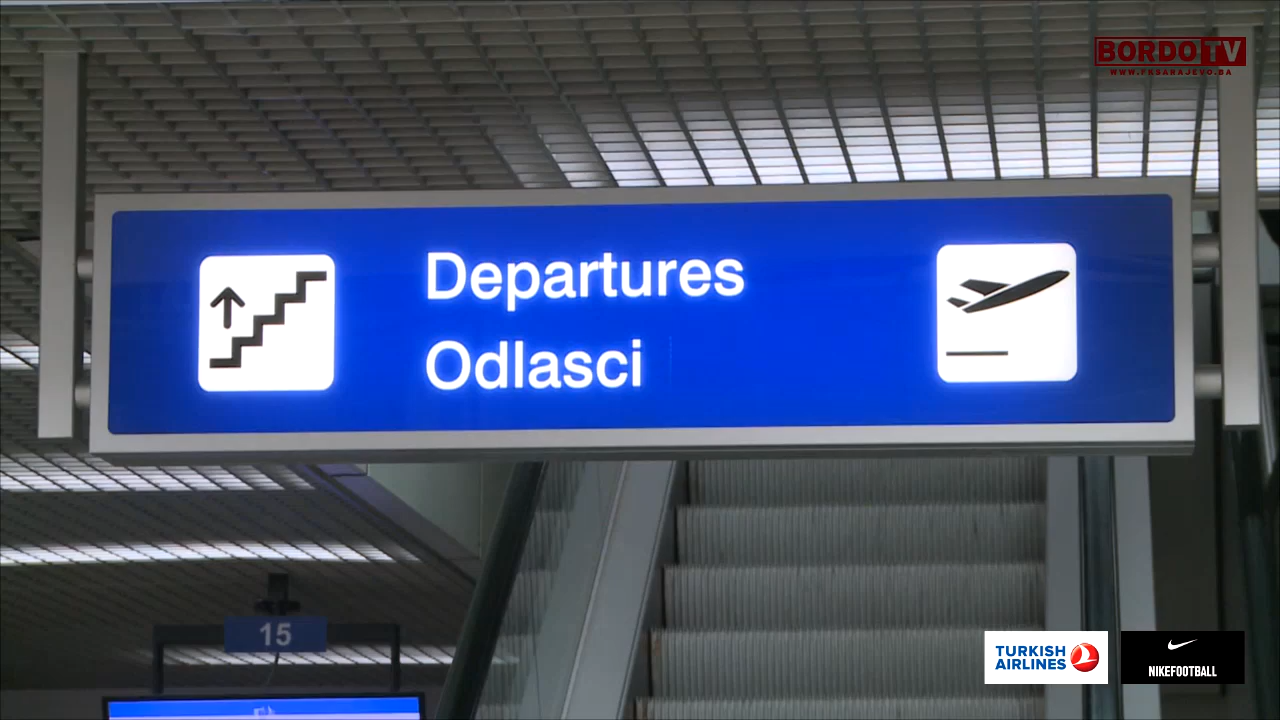 BORDO TV
WWW.FKSARAJEVO.BA
Departures
Odlasci
15
TURKISH
AIRLINES
NIKEFOOTBALL